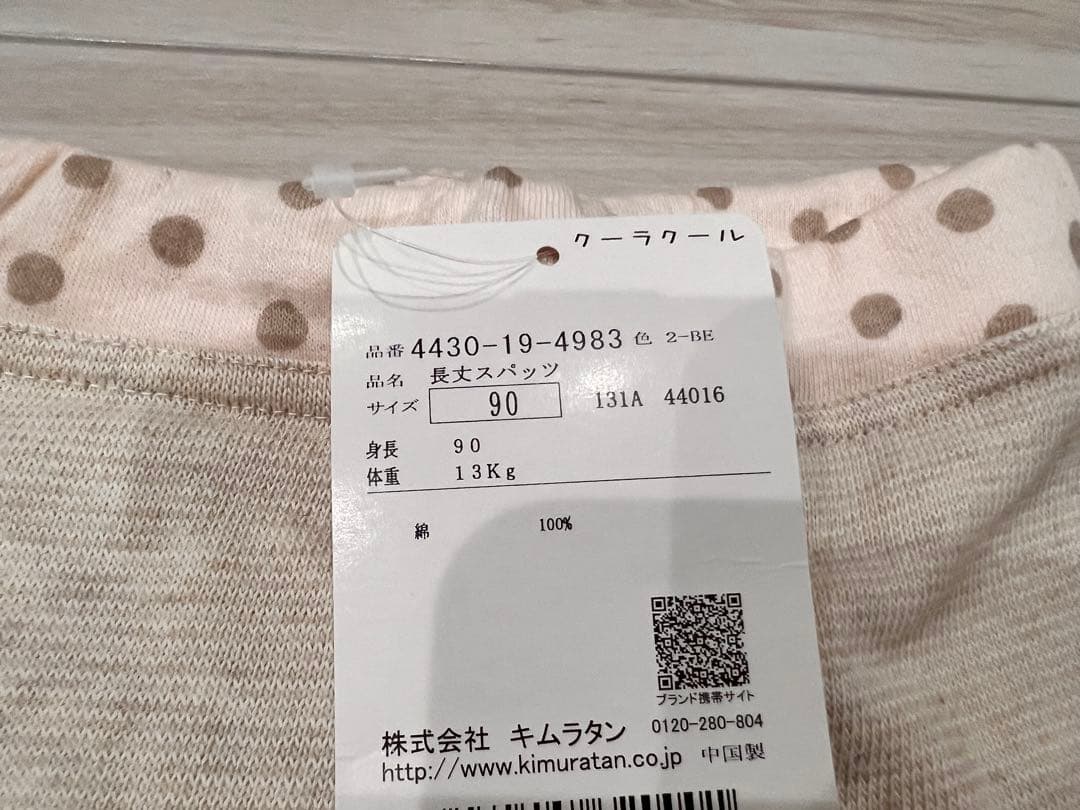 クーラクール
品番 4430-19-4983 色 2-BE
品名 長丈スパッツ
サイズ 90 131A 44016
身長 90
体重 13Kg
綿 100%
ブランド携帯サイト
株式会社 キムラタン 0120-280-804
http://www.kimuratan.co.jp 中国製